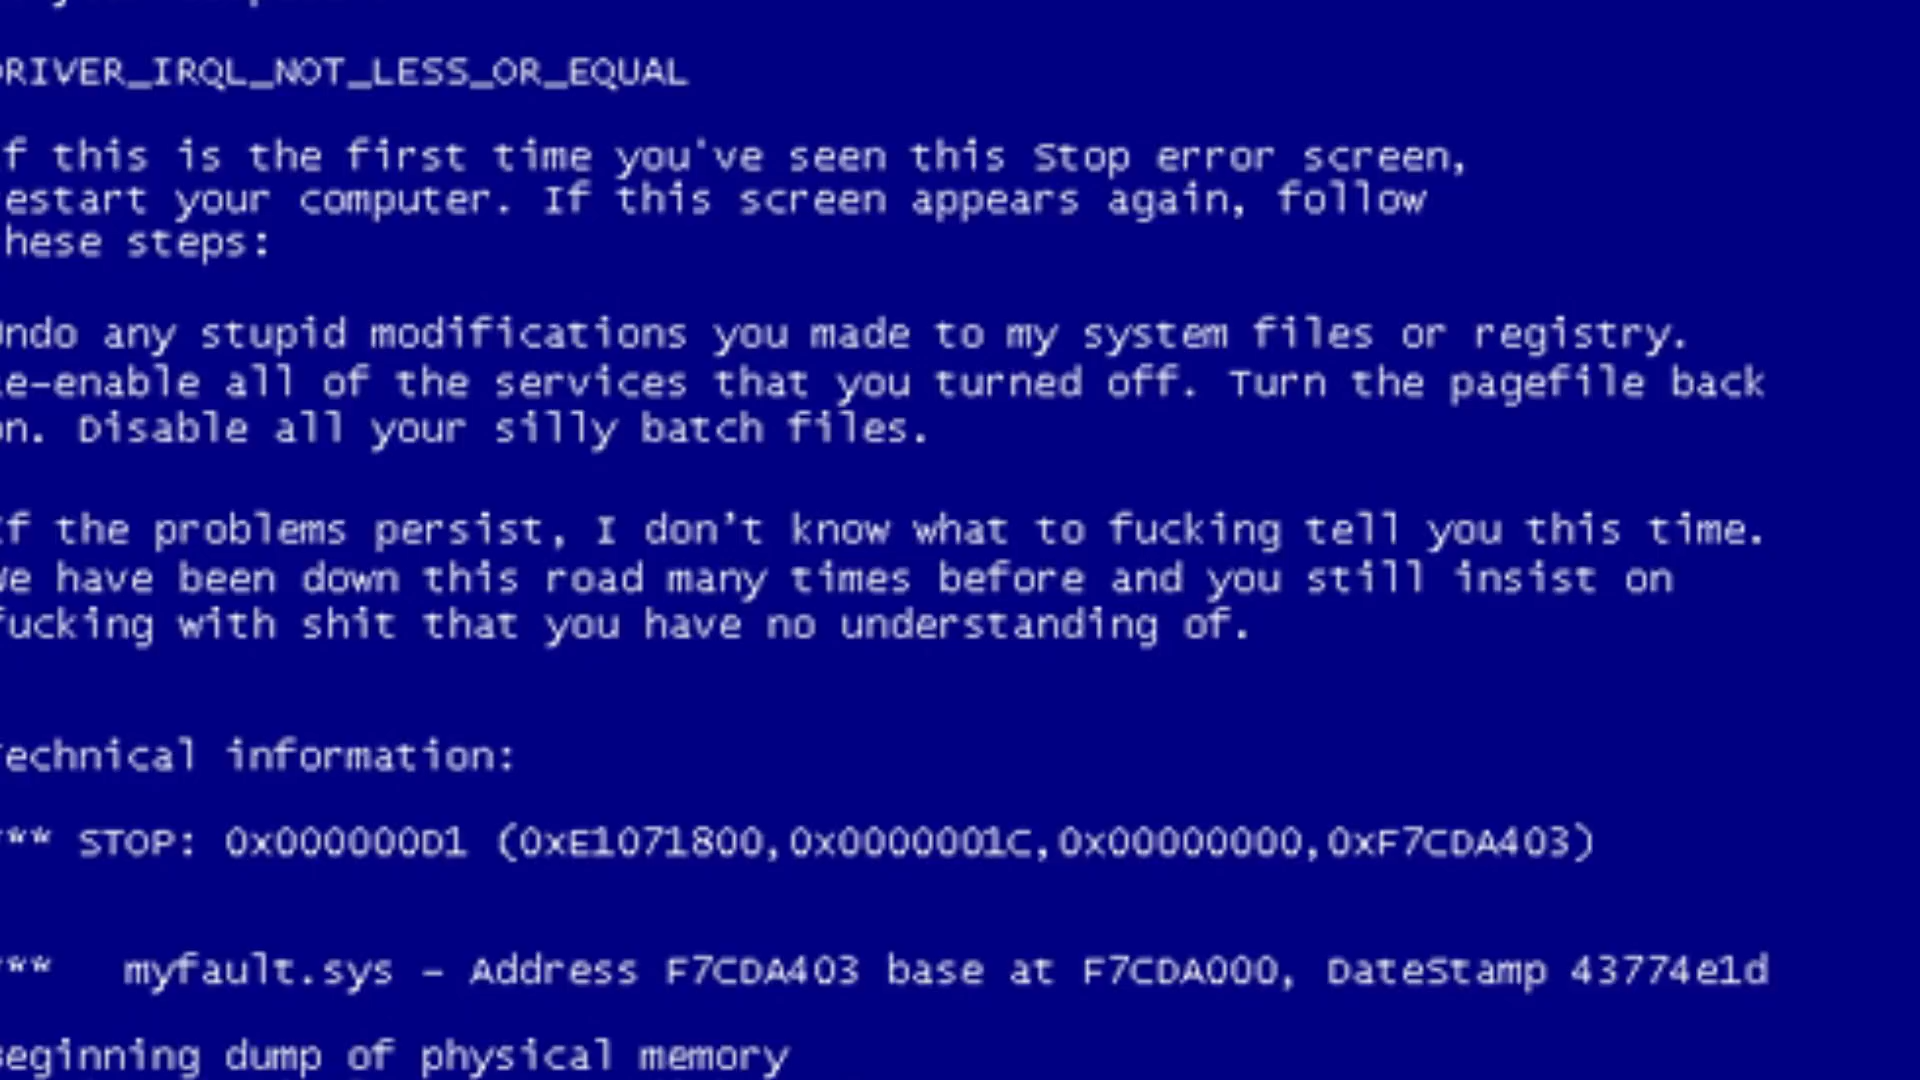 RIVER_IRQL_NOT_LESS_OR_EQUAL
f this is the first time you've seen this Stop error screen,
estart your computer. If this screen appears again, follow
hese steps:
ndo any stupid modifications you made to my system files or registry.
e-enable all of the services that you turned off. Turn the pagefile back
n. Disable all your silly batch files.
If the problems persist, I don't know what to fucking tell you this time.
We have been down this road many times before and you still insist on
fucking with shit that you have no understanding of.
echnical information:
*** STOP: 0x000000D1 (0xE1071800,0x0000001C,0x00000000,0xF7CDA403)
*** myfault.sys - Address F7CDA403 base at F7CDA000, DateStamp 43774e1d
eginning dump of physical memory